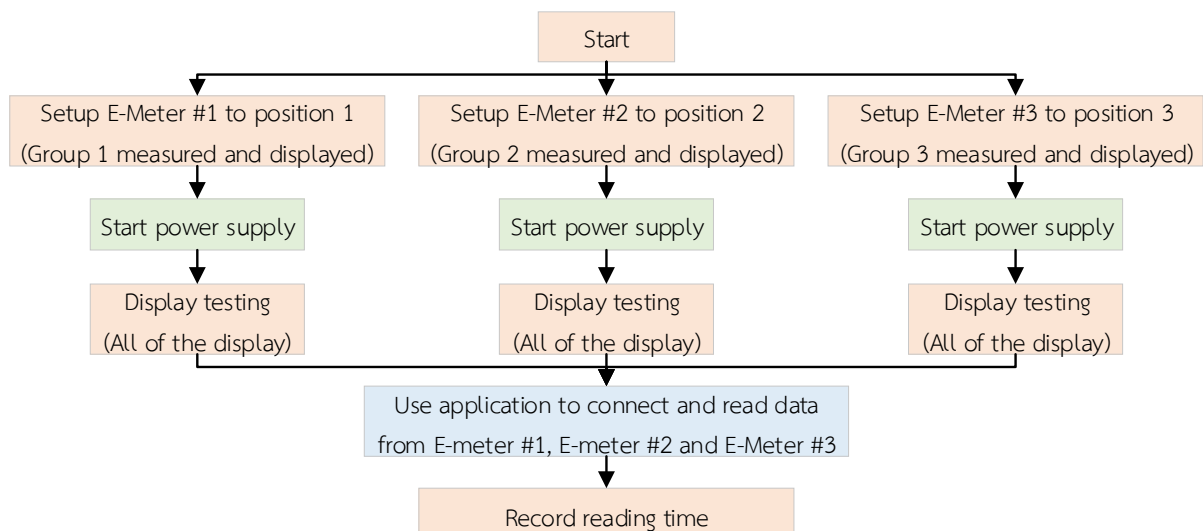 Start
Setup E-Meter #1 to position 1
(Group 1 measured and displayed)
Setup E-Meter #2 to position 2
(Group 2 measured and displayed)
Setup E-Meter #3 to position 3
(Group 3 measured and displayed)
Start power supply
Start power supply
Start power supply
Display testing
(All of the display)
Display testing
(All of the display)
Display testing
(All of the display)
Use application to connect and read data
from E-meter #1, E-meter #2 and E-Meter #3
Record reading time